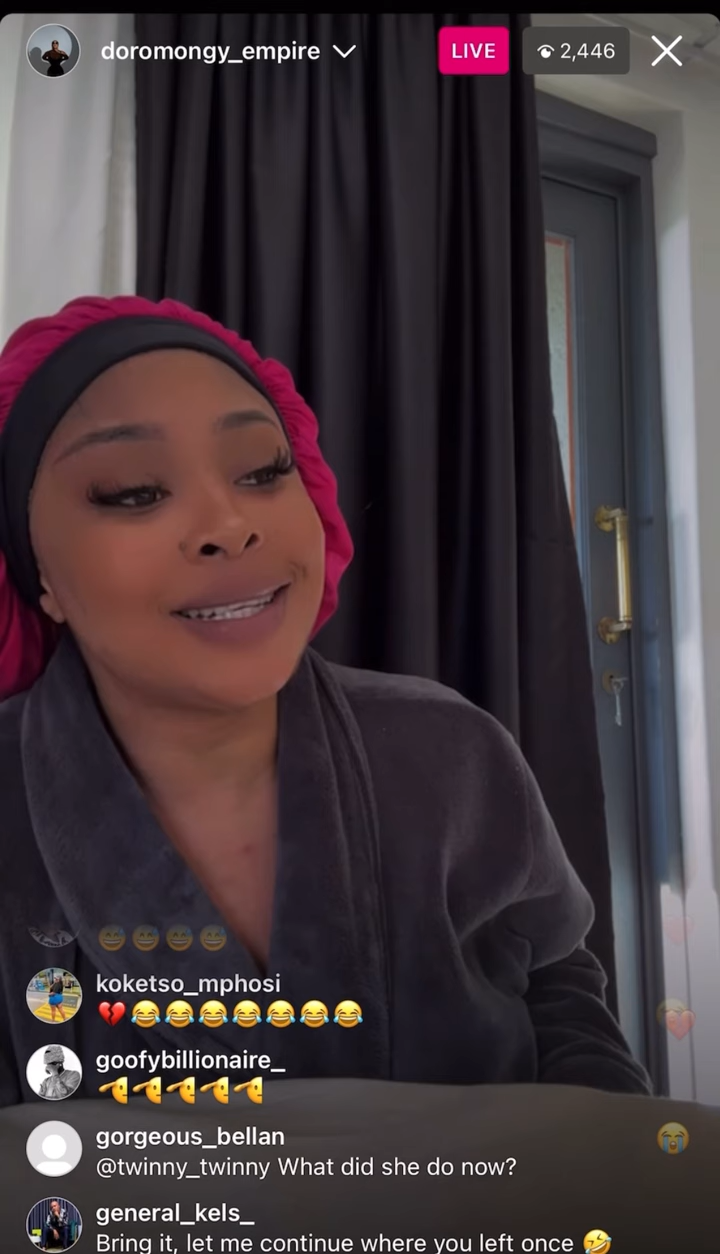 doromongy_empire
LIVE
2,446
koketso_mphosi
💔😂😂😂😂😂😂😂
goofybillionaire_
🫠🫠🫠🫠🫠
gorgeous_bellan
@twinny_twinny What did she do now?
general_kels_
Bring it, let me continue where you left once 🤣